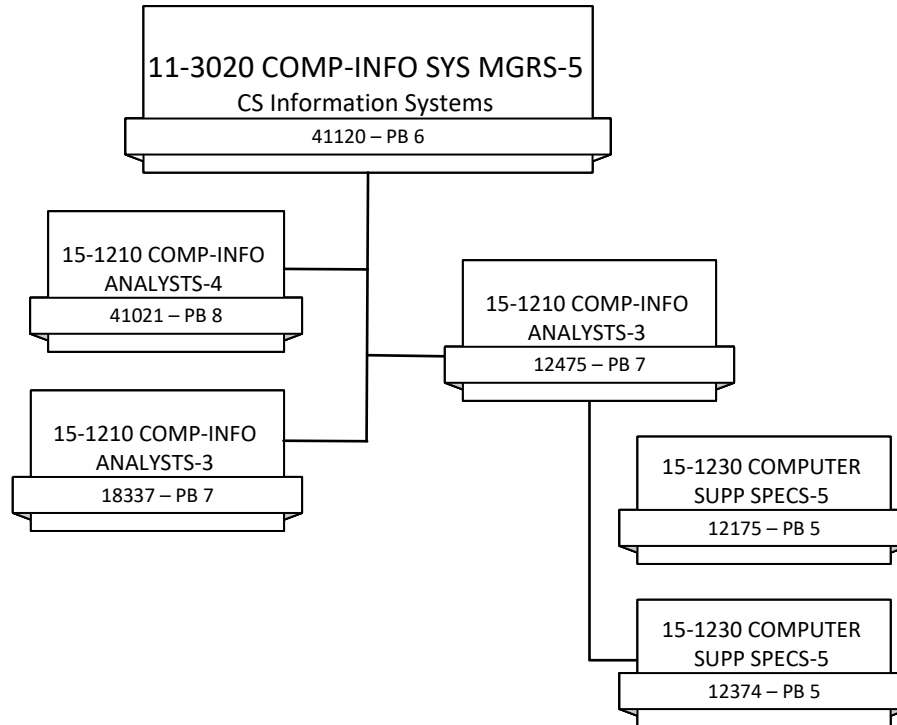 11-3020 COMP-INFO SYS MGRS-5
CS Information Systems
41120 – PB 6
15-1210 COMP-INFO
ANALYSTS-4
41021 – PB 8
15-1210 COMP-INFO
ANALYSTS-3
12475 – PB 7
15-1210 COMP-INFO
ANALYSTS-3
18337 – PB 7
15-1230 COMPUTER
SUPP SPECS-5
12175 – PB 5
15-1230 COMPUTER
SUPP SPECS-5
12374 – PB 5